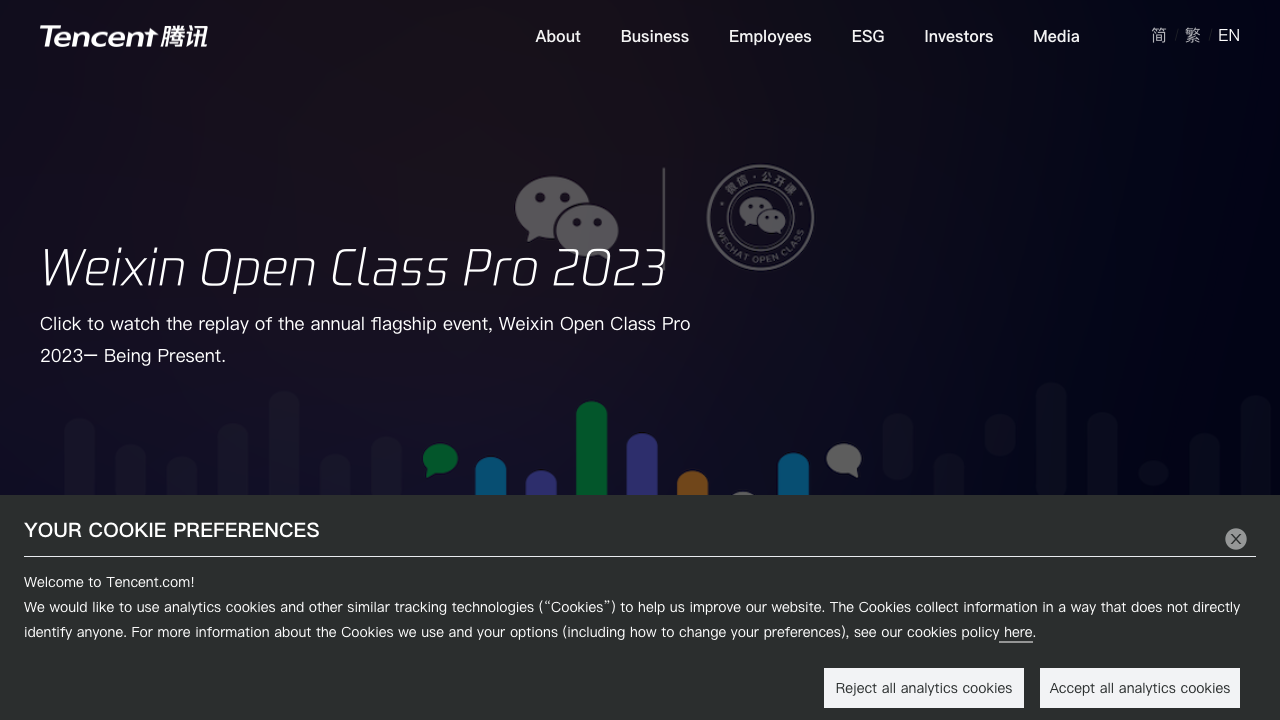 Tencent 腾讯
About
Business
Employees
ESG
Investors
Media
简 / 繁 / EN
微信·公开课
WECHAT OPEN CLASS
Weixin Open Class Pro 2023
Click to watch the replay of the annual flagship event, Weixin Open Class Pro
2023— Being Present.
YOUR COOKIE PREFERENCES
Welcome to Tencent.com!
We would like to use analytics cookies and other similar tracking technologies (“Cookies”) to help us improve our website. The Cookies collect information in a way that does not directly
identify anyone. For more information about the Cookies we use and your options (including how to change your preferences), see our cookies policy here.
Reject all analytics cookies
Accept all analytics cookies